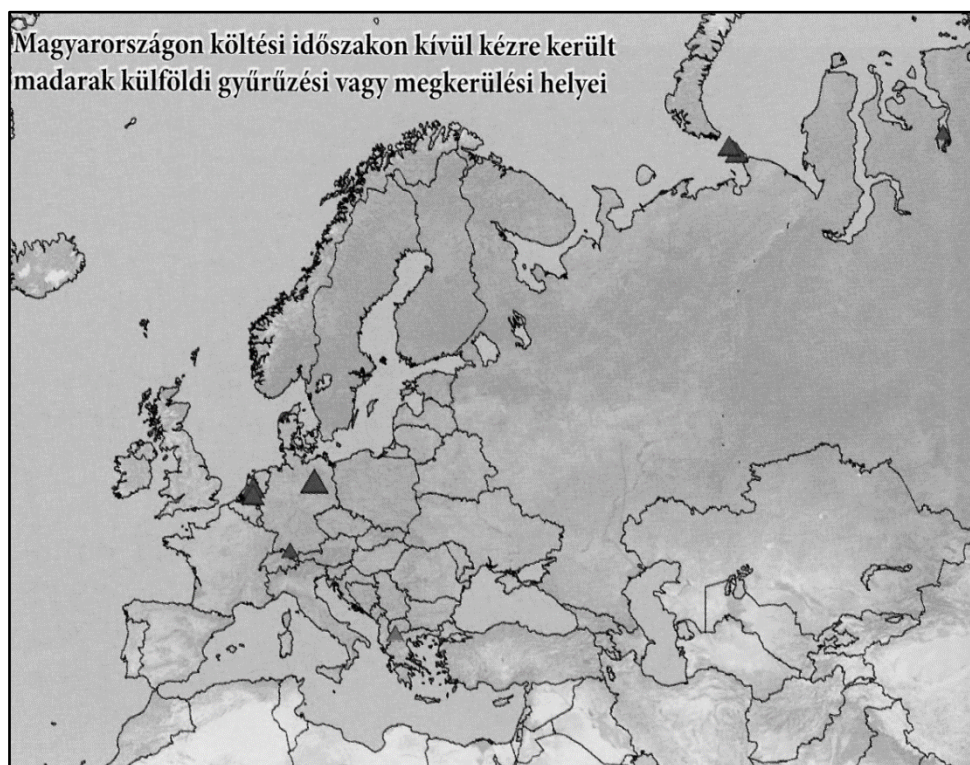 Magyarországon költési időszakon kívül kézre került
madarak külföldi gyűrűzési vagy megkerülési helyei